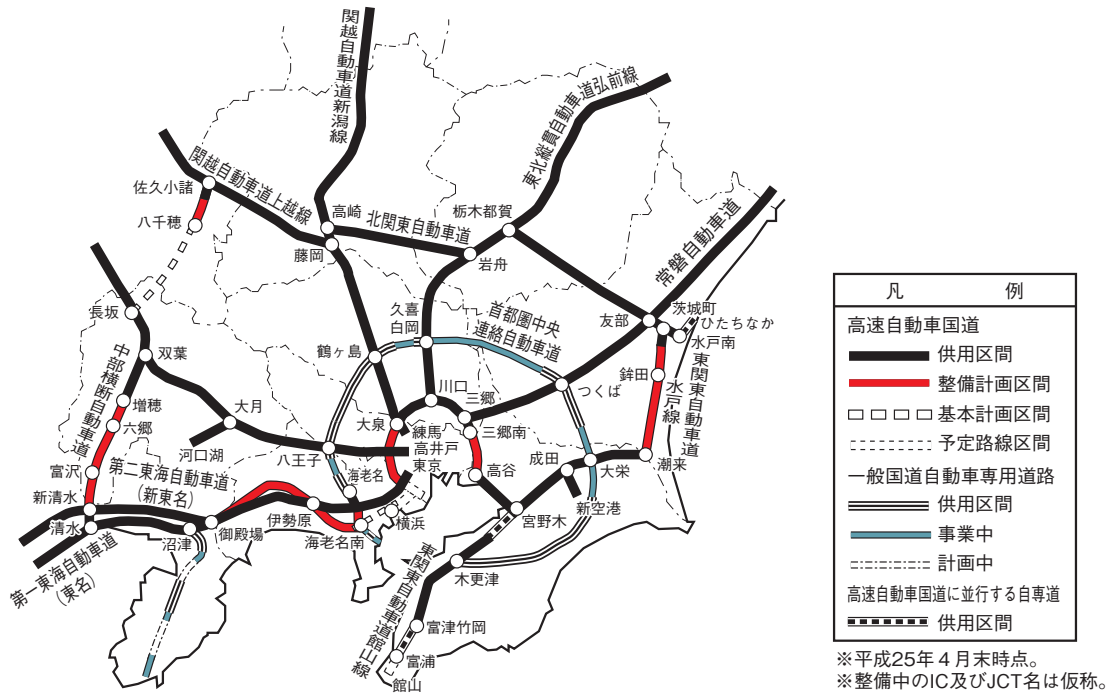 関越自動車道新潟線
東北縦貫自動車道弘前線
関越自動車道上越線
佐久小諸
八千穂
高崎
北関東自動車道
栃木都賀
藤岡
岩舟
常磐自動車道
長坂
久喜
白岡
首都圏中央
連絡自動車道
友部
茨城町
ひたちなか
水戸南
双葉
鶴ヶ島
中部横断自動車道
川口
三郷
つくば
鉾田
水戸線
東関東自動車道
増穂
六郷
大月
大泉
練馬
三郷南
高井戸
河口湖
八王子
東京
高谷
成田
大栄
潮来
富沢
第二東海自動車道
(新東名)
海老名
新清水
清水
沼津
御殿場
伊勢原
海老名南
横浜
宮野木
新空港
第一東海自動車道
(東名)
木更津
東関東自動車道館山線
富津竹岡
富浦
館山
凡　例
高速自動車国道
供用区間
整備計画区間
基本計画区間
予定路線区間
一般国道自動車専用道路
供用区間
事業中
計画中
高速自動車国道に並行する自専道
供用区間
※平成25年4月末時点。
※整備中のIC及びJCT名は仮称。